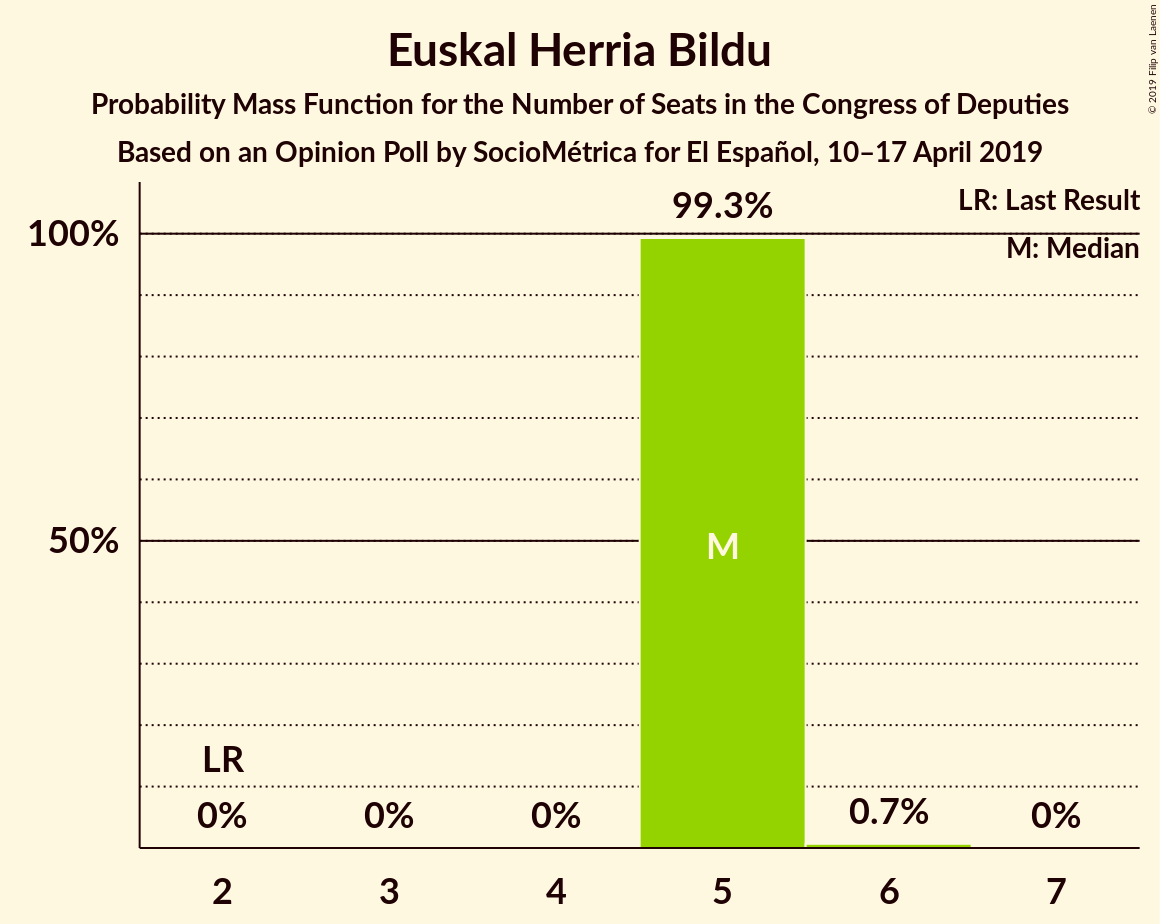 Euskal Herria Bildu
Probability Mass Function for the Number of Seats in the Congress of Deputies
Based on an Opinion Poll by SocioMétrica for El Español, 10–17 April 2019
© 2019 Filip van Laenen
LR: Last Result
M: Median
99.3%
100%
50%
M
LR
0%
0%
0%
0.7%
0%
2
3
4
5
6
7